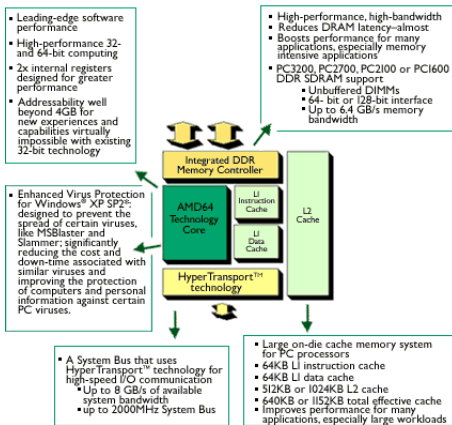 ▪ Leading-edge software
performance
▪ High-performance 32-
and 64-bit computing
▪ 2x internal registers
designed for greater
performance
▪ Addressability well
beyond 4GB for
new experiences and
capabilities virtually
impossible with existing
32-bit technology
▪ High-performance, high-bandwidth
▪ Reduces DRAM latency–almost
▪ Boosts performance for many
applications, especially memory
intensive applications
▪ PC3200, PC2700, PC2100 or PC1600
DDR SDRAM support
▪ Unbuffered DIMMs
▪ 64- bit or 128-bit interface
▪ Up to 6.4 GB/s memory
bandwidth
Integrated DDR
Memory Controller
AMD64
Technology
Core
L1
Instruction
Cache
L1
Data
Cache
L2
Cache
HyperTransport™
technology
▪ Enhanced Virus Protection
for Windows® XP SP2*:
designed to prevent the
spread of certain viruses,
like MSBlaster and
Slammer; significantly
reducing the cost and
down-time associated with
similar viruses and
improving the protection
of computers and personal
information against certain
PC viruses.
▪ A System Bus that uses
HyperTransport™ technology for
high-speed I/O communication
▪ Up to 8 GB/s of available
system bandwidth
▪ up to 2000MHz System Bus
▪ Large on-die cache memory system
for PC processors
▪ 64KB L1 instruction cache
▪ 64KB L1 data cache
▪ 512KB or 1024KB L2 cache
▪ 640KB or 1152KB total effective cache
▪ Improves performance for many
applications, especially large workloads